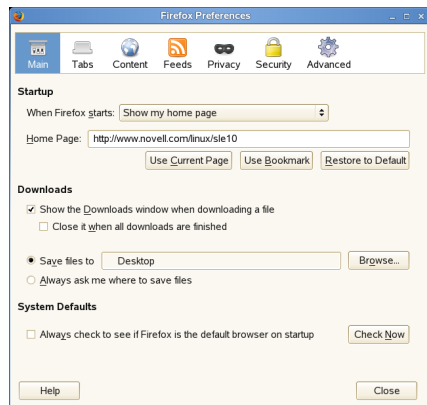 Firefox Preferences
Main Tabs Content Feeds Privacy Security Advanced
Startup
When Firefox starts: Show my home page
Home Page: http://www.novell.com/linux/sle10
Use Current Page Use Bookmark Restore to Default
Downloads
Show the Downloads window when downloading a file
Close it when all downloads are finished
Save files to Desktop Browse...
Always ask me where to save files
System Defaults
Always check to see if Firefox is the default browser on startup Check Now
Help Close